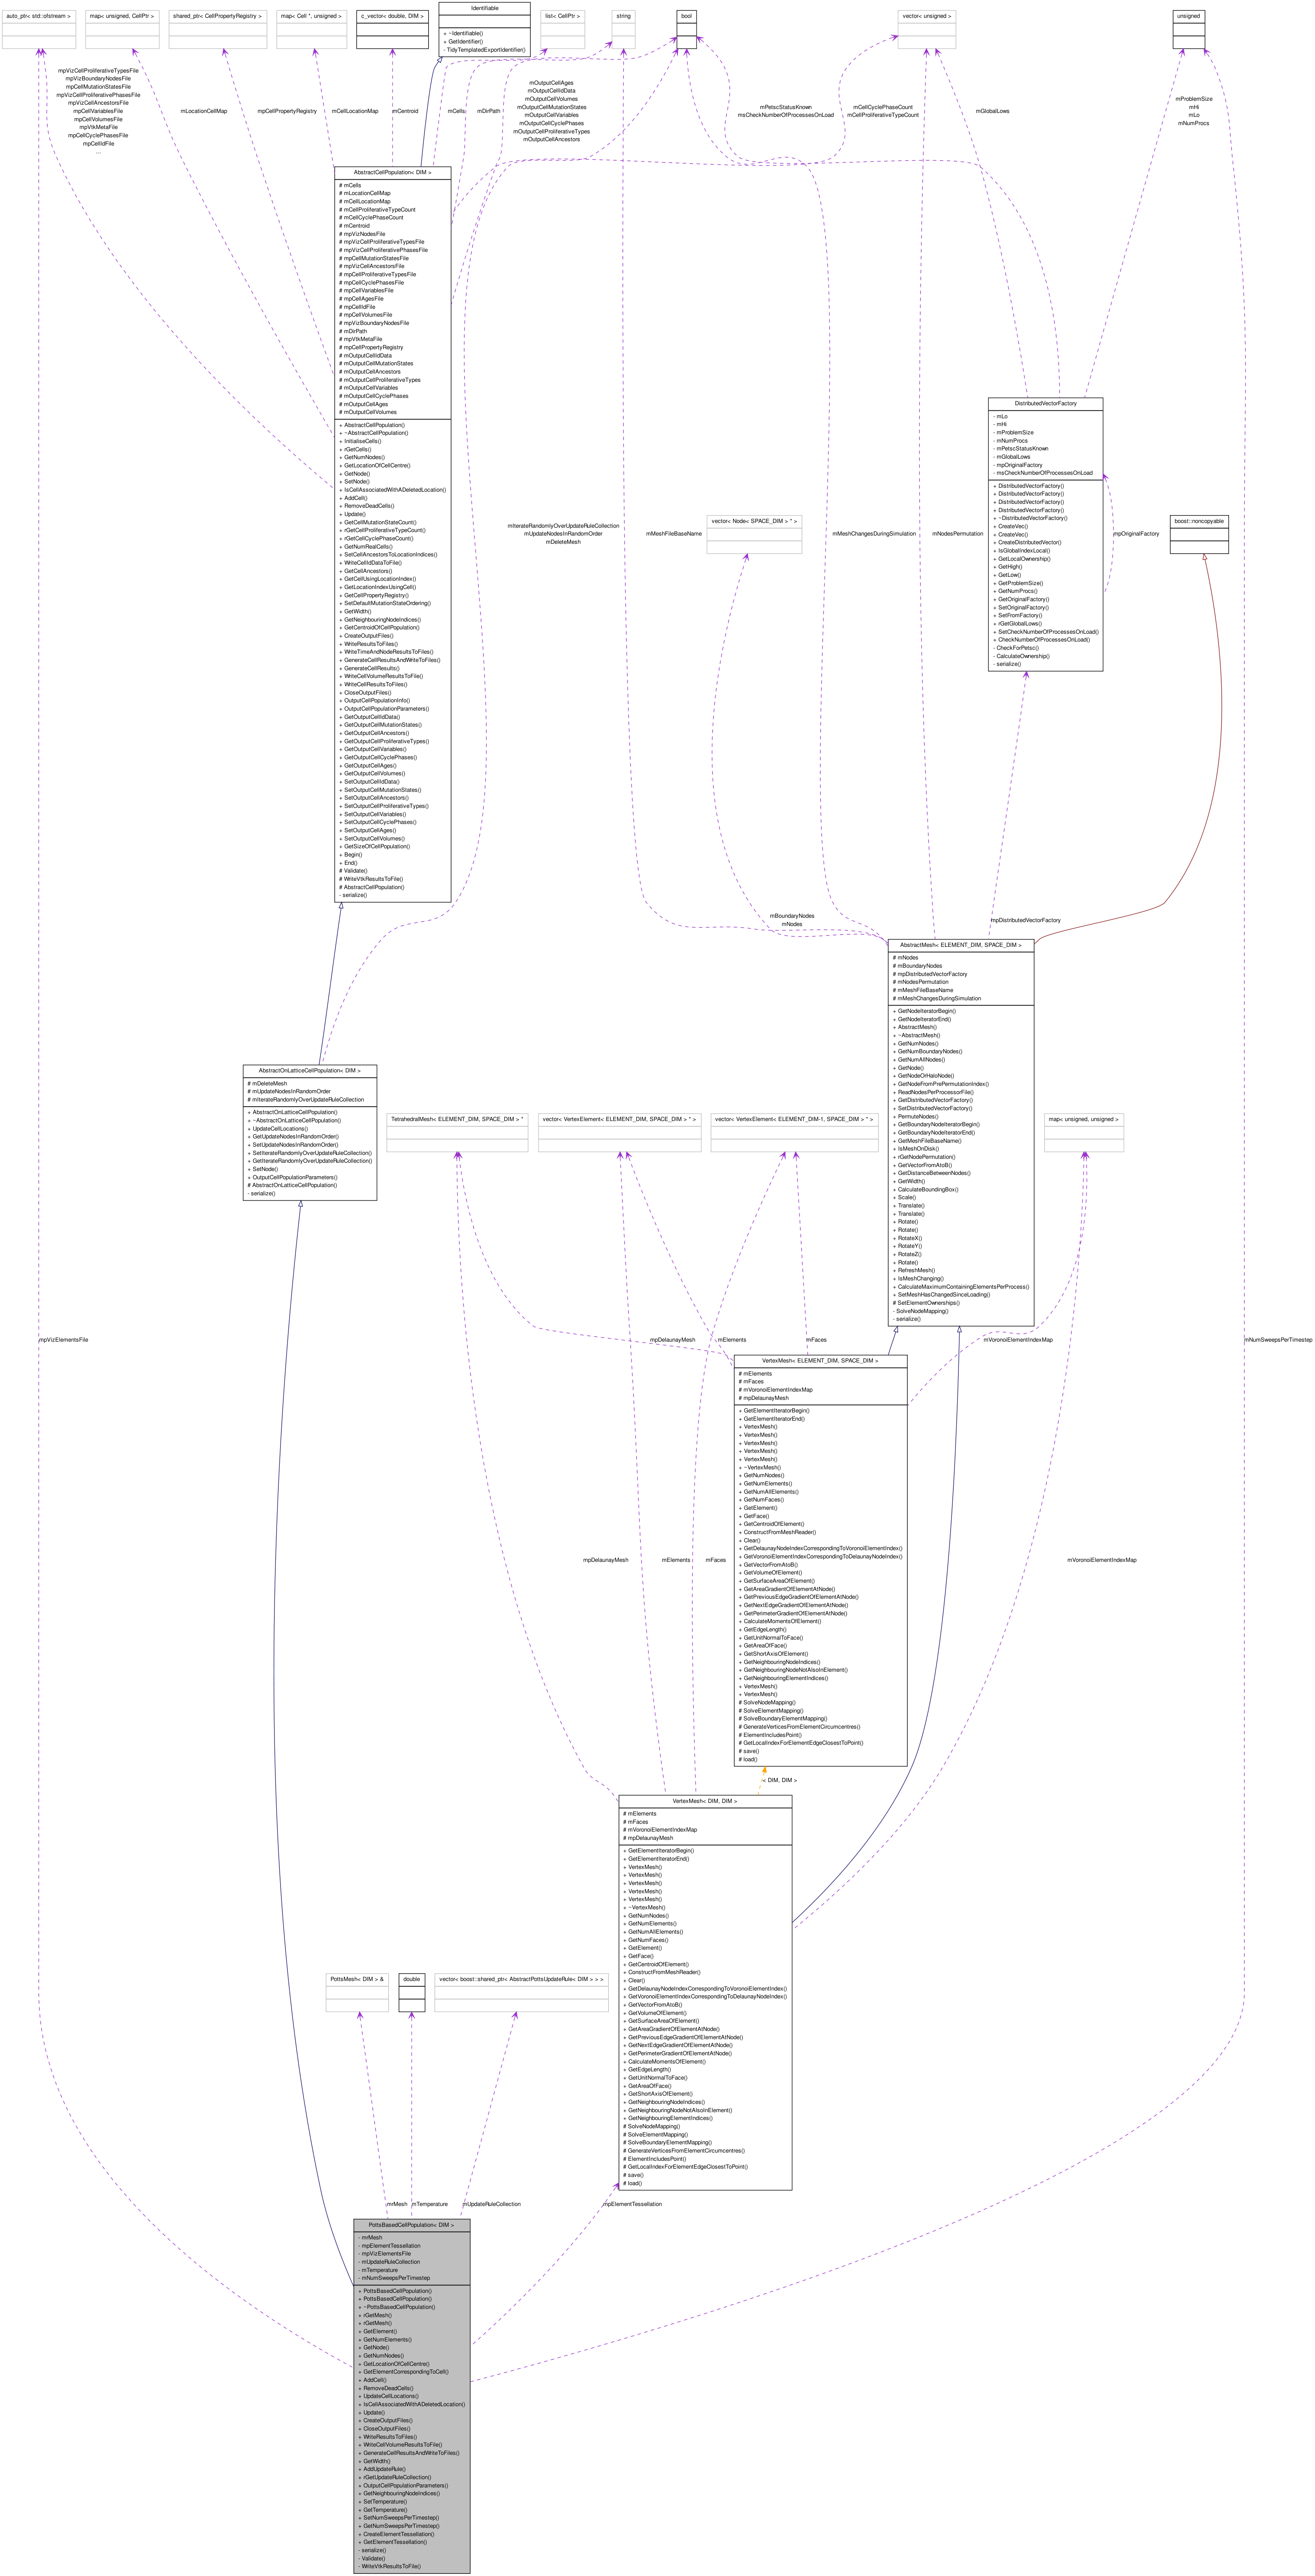 auto_ptr< std::ofstream >
map< unsigned, CellPtr >
shared_ptr< CellPropertyRegistry >
map< Cell *, unsigned >
c_vector< double, DIM >
Identifiable
+ ~Identifiable()
+ GetIdentifier()
- TidyTemplatedExportIdentifier()
list< CellPtr >
string
bool
vector< unsigned >
unsigned
mpVizCellProliferativeTypesFile
mpVizBoundaryNodesFile
mpCellMutationStatesFile
mpVizCellProliferativePhasesFile
mpVizCellAncestorsFile
mpCellVariablesFile
mpCellVolumesFile
mpVtkMetaFile
mpCellCyclePhasesFile
mpCellIdFile
...
mLocationCellMap
mpCellPropertyRegistry
mCellLocationMap
mCentroid
mCells
mDirPath
mOutputCellAges
mOutputCellIdData
mOutputCellVolumes
mOutputCellMutationStates
mOutputCellVariables
mOutputCellCyclePhases
mOutputCellProliferativeTypes
mOutputCellAncestors
mPetscStatusKnown
msCheckNumberOfProcessesOnLoad
mCellCyclePhaseCount
mCellProliferativeTypeCount
mGlobalLows
mProblemSize
mHi
mLo
mNumProcs
AbstractCellPopulation< DIM >
# mCells
# mLocationCellMap
# mCellLocationMap
# mCellProliferativeTypeCount
# mCellCyclePhaseCount
# mCentroid
# mpVizNodesFile
# mpVizCellProliferativeTypesFile
# mpVizCellProliferativePhasesFile
# mpCellMutationStatesFile
# mpVizCellAncestorsFile
# mpCellProliferativeTypesFile
# mpCellCyclePhasesFile
# mpCellVariablesFile
# mpCellAgesFile
# mpCellIdFile
# mpCellVolumesFile
# mpVizBoundaryNodesFile
# mDirPath
# mpVtkMetaFile
# mpCellPropertyRegistry
# mOutputCellIdData
# mOutputCellMutationStates
# mOutputCellAncestors
# mOutputCellProliferativeTypes
# mOutputCellVariables
# mOutputCellCyclePhases
# mOutputCellAges
# mOutputCellVolumes
+ AbstractCellPopulation()
+ ~AbstractCellPopulation()
+ InitialiseCells()
+ rGetCells()
+ GetNumNodes()
+ GetLocationOfCellCentre()
+ GetNode()
+ SetNode()
+ IsCellAssociatedWithADeletedLocation()
+ AddCell()
+ RemoveDeadCells()
+ Update()
+ GetCellMutationStateCount()
+ rGetCellProliferativeTypeCount()
+ rGetCellCyclePhaseCount()
+ GetNumRealCells()
+ SetCellAncestorsToLocationIndices()
+ WriteCellIdDataToFile()
+ GetCellAncestors()
+ GetCellUsingLocationIndex()
+ GetLocationIndexUsingCell()
+ GetCellPropertyRegistry()
+ SetDefaultMutationStateOrdering()
+ GetWidth()
+ GetNeighbouringNodeIndices()
+ GetCentroidOfCellPopulation()
+ CreateOutputFiles()
+ WriteResultsToFiles()
+ WriteTimeAndNodeResultsToFiles()
+ GenerateCellResultsAndWriteToFiles()
+ GenerateCellResults()
+ WriteCellVolumeResultsToFile()
+ WriteCellResultsToFiles()
+ CloseOutputFiles()
+ OutputCellPopulationInfo()
+ OutputCellPopulationParameters()
+ GetOutputCellIdData()
+ GetOutputCellMutationStates()
+ GetOutputCellAncestors()
+ GetOutputCellProliferativeTypes()
+ GetOutputCellVariables()
+ GetOutputCellCyclePhases()
+ GetOutputCellAges()
+ GetOutputCellVolumes()
+ SetOutputCellIdData()
+ SetOutputCellMutationStates()
+ SetOutputCellAncestors()
+ SetOutputCellProliferativeTypes()
+ SetOutputCellVariables()
+ SetOutputCellCyclePhases()
+ SetOutputCellAges()
+ SetOutputCellVolumes()
+ GetSizeOfCellPopulation()
+ Begin()
+ End()
# Validate()
# WriteVtkResultsToFile()
# AbstractCellPopulation()
- serialize()
DistributedVectorFactory
- mLo
- mHi
- mProblemSize
- mNumProcs
- mPetscStatusKnown
- mGlobalLows
- mpOriginalFactory
- msCheckNumberOfProcessesOnLoad
+ DistributedVectorFactory()
+ DistributedVectorFactory()
+ DistributedVectorFactory()
+ DistributedVectorFactory()
+ ~DistributedVectorFactory()
+ CreateVec()
+ CreateVec()
+ CreateDistributedVector()
+ IsGlobalIndexLocal()
+ GetLocalOwnership()
+ GetHigh()
+ GetLow()
+ GetProblemSize()
+ GetNumProcs()
+ GetOriginalFactory()
+ SetOriginalFactory()
+ SetFromFactory()
+ rGetGlobalLows()
+ SetCheckNumberOfProcessesOnLoad()
+ CheckNumberOfProcessesOnLoad()
- CheckForPetsc()
- CalculateOwnership()
- serialize()
mIterateRandomlyOverUpdateRuleCollection
mUpdateNodesInRandomOrder
mDeleteMesh
mMeshFileBaseName
vector< Node< SPACE_DIM > * >
mMeshChangesDuringSimulation
mNodesPermutation
mpOriginalFactory
boost::noncopyable
mBoundaryNodes
mNodes
mpDistributedVectorFactory
AbstractMesh< ELEMENT_DIM, SPACE_DIM >
# mNodes
# mBoundaryNodes
# mpDistributedVectorFactory
# mNodesPermutation
# mMeshFileBaseName
# mMeshChangesDuringSimulation
+ GetNodeIteratorBegin()
+ GetNodeIteratorEnd()
+ AbstractMesh()
+ ~AbstractMesh()
+ GetNumNodes()
+ GetNumBoundaryNodes()
+ GetNumAllNodes()
+ GetNode()
+ GetNodeOrHaloNode()
+ GetNodeFromPrePermutationIndex()
+ ReadNodesPerProcessorFile()
+ GetDistributedVectorFactory()
+ SetDistributedVectorFactory()
+ PermuteNodes()
+ GetBoundaryNodeIteratorBegin()
+ GetBoundaryNodeIteratorEnd()
+ GetMeshFileBaseName()
+ IsMeshOnDisk()
+ rGetNodePermutation()
+ GetVectorFromAtoB()
+ GetDistanceBetweenNodes()
+ GetWidth()
+ CalculateBoundingBox()
+ Scale()
+ Translate()
+ Translate()
+ Rotate()
+ Rotate()
+ RotateX()
+ RotateY()
+ RotateZ()
+ Rotate()
+ RefreshMesh()
+ IsMeshChanging()
+ CalculateMaximumContainingElementsPerProcess()
+ SetMeshHasChangedSinceLoading()
# SetElementOwnerships()
- SolveNodeMapping()
- serialize()
AbstractOnLatticeCellPopulation< DIM >
# mDeleteMesh
# mUpdateNodesInRandomOrder
# mIterateRandomlyOverUpdateRuleCollection
+ AbstractOnLatticeCellPopulation()
+ ~AbstractOnLatticeCellPopulation()
+ UpdateCellLocations()
+ GetUpdateNodesInRandomOrder()
+ SetUpdateNodesInRandomOrder()
+ SetIterateRandomlyOverUpdateRuleCollection()
+ GetIterateRandomlyOverUpdateRuleCollection()
+ SetNode()
+ OutputCellPopulationParameters()
# AbstractOnLatticeCellPopulation()
- serialize()
TetrahedralMesh< ELEMENT_DIM, SPACE_DIM > *
vector< VertexElement< ELEMENT_DIM, SPACE_DIM > * >
vector< VertexElement< ELEMENT_DIM-1, SPACE_DIM > * >
map< unsigned, unsigned >
mpVizElementsFile
mpDelaunayMesh
mElements
mFaces
mVoronoiElementIndexMap
mNumSweepsPerTimestep
VertexMesh< ELEMENT_DIM, SPACE_DIM >
# mElements
# mFaces
# mVoronoiElementIndexMap
# mpDelaunayMesh
+ GetElementIteratorBegin()
+ GetElementIteratorEnd()
+ VertexMesh()
+ VertexMesh()
+ VertexMesh()
+ VertexMesh()
+ VertexMesh()
+ ~VertexMesh()
+ GetNumNodes()
+ GetNumElements()
+ GetNumAllElements()
+ GetNumFaces()
+ GetElement()
+ GetFace()
+ GetCentroidOfElement()
+ ConstructFromMeshReader()
+ Clear()
+ GetDelaunayNodeIndexCorrespondingToVoronoiElementIndex()
+ GetVoronoiElementIndexCorrespondingToDelaunayNodeIndex()
+ GetVectorFromAtoB()
+ GetVolumeOfElement()
+ GetSurfaceAreaOfElement()
+ GetAreaGradientOfElementAtNode()
+ GetPreviousEdgeGradientOfElementAtNode()
+ GetNextEdgeGradientOfElementAtNode()
+ GetPerimeterGradientOfElementAtNode()
+ CalculateMomentsOfElement()
+ GetEdgeLength()
+ GetUnitNormalToFace()
+ GetAreaOfFace()
+ GetShortAxisOfElement()
+ GetNeighbouringNodeIndices()
+ GetNeighbouringNodeNotAlsoInElement()
+ GetNeighbouringElementIndices()
+ VertexMesh()
+ VertexMesh()
# SolveNodeMapping()
# SolveElementMapping()
# SolveBoundaryElementMapping()
# GenerateVerticesFromElementCircumcentres()
# ElementIncludesPoint()
# GetLocalIndexForElementEdgeClosestToPoint()
# save()
# load()
mpDelaunayMesh
mElements
mFaces
mVoronoiElementIndexMap
< DIM, DIM >
VertexMesh< DIM, DIM >
# mElements
# mFaces
# mVoronoiElementIndexMap
# mpDelaunayMesh
+ GetElementIteratorBegin()
+ GetElementIteratorEnd()
+ VertexMesh()
+ VertexMesh()
+ VertexMesh()
+ VertexMesh()
+ VertexMesh()
+ ~VertexMesh()
+ GetNumNodes()
+ GetNumElements()
+ GetNumAllElements()
+ GetNumFaces()
+ GetElement()
+ GetFace()
+ GetCentroidOfElement()
+ ConstructFromMeshReader()
+ Clear()
+ GetDelaunayNodeIndexCorrespondingToVoronoiElementIndex()
+ GetVoronoiElementIndexCorrespondingToDelaunayNodeIndex()
+ GetVectorFromAtoB()
+ GetVolumeOfElement()
+ GetSurfaceAreaOfElement()
+ GetAreaGradientOfElementAtNode()
+ GetPreviousEdgeGradientOfElementAtNode()
+ GetNextEdgeGradientOfElementAtNode()
+ GetPerimeterGradientOfElementAtNode()
+ CalculateMomentsOfElement()
+ GetEdgeLength()
+ GetUnitNormalToFace()
+ GetAreaOfFace()
+ GetShortAxisOfElement()
+ GetNeighbouringNodeIndices()
+ GetNeighbouringNodeNotAlsoInElement()
+ GetNeighbouringElementIndices()
# SolveNodeMapping()
# SolveElementMapping()
# SolveBoundaryElementMapping()
# GenerateVerticesFromElementCircumcentres()
# ElementIncludesPoint()
# GetLocalIndexForElementEdgeClosestToPoint()
# save()
# load()
PottsMesh< DIM > &
double
vector< boost::shared_ptr< AbstractPottsUpdateRule< DIM > > >
mrMesh
mTemperature
mUpdateRuleCollection
mpElementTessellation
PottsBasedCellPopulation< DIM >
- mrMesh
- mpElementTessellation
- mpVizElementsFile
- mUpdateRuleCollection
- mTemperature
- mNumSweepsPerTimestep
+ PottsBasedCellPopulation()
+ PottsBasedCellPopulation()
+ ~PottsBasedCellPopulation()
+ rGetMesh()
+ rGetMesh()
+ GetElement()
+ GetNumElements()
+ GetNode()
+ GetNumNodes()
+ GetLocationOfCellCentre()
+ GetElementCorrespondingToCell()
+ AddCell()
+ RemoveDeadCells()
+ UpdateCellLocations()
+ IsCellAssociatedWithADeletedLocation()
+ Update()
+ CreateOutputFiles()
+ CloseOutputFiles()
+ WriteResultsToFiles()
+ WriteCellVolumeResultsToFile()
+ GenerateCellResultsAndWriteToFiles()
+ GetWidth()
+ AddUpdateRule()
+ rGetUpdateRuleCollection()
+ OutputCellPopulationParameters()
+ GetNeighbouringNodeIndices()
+ SetTemperature()
+ GetTemperature()
+ SetNumSweepsPerTimestep()
+ GetNumSweepsPerTimestep()
+ CreateElementTessellation()
+ GetElementTessellation()
- serialize()
- Validate()
- WriteVtkResultsToFile()